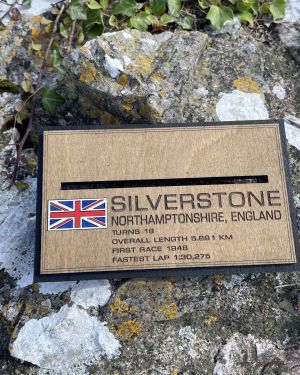 SILVERSTONE
NORTHAMPTONSHIRE, ENGLAND
TURNS 18
OVERALL LENGTH 5.891 KM
FIRST RACE 1948
FASTEST LAP 1:30,275